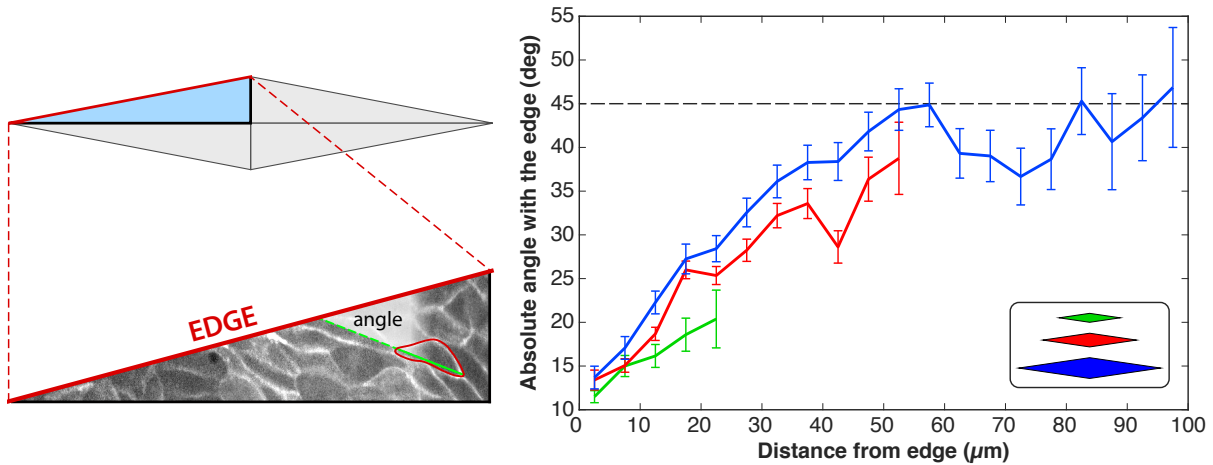 EDGE
angle
Absolute angle with the edge (deg)
55
50
45
40
35
30
25
20
15
10
0 10 20 30 40 50 60 70 80 90 100
Distance from edge (µm)